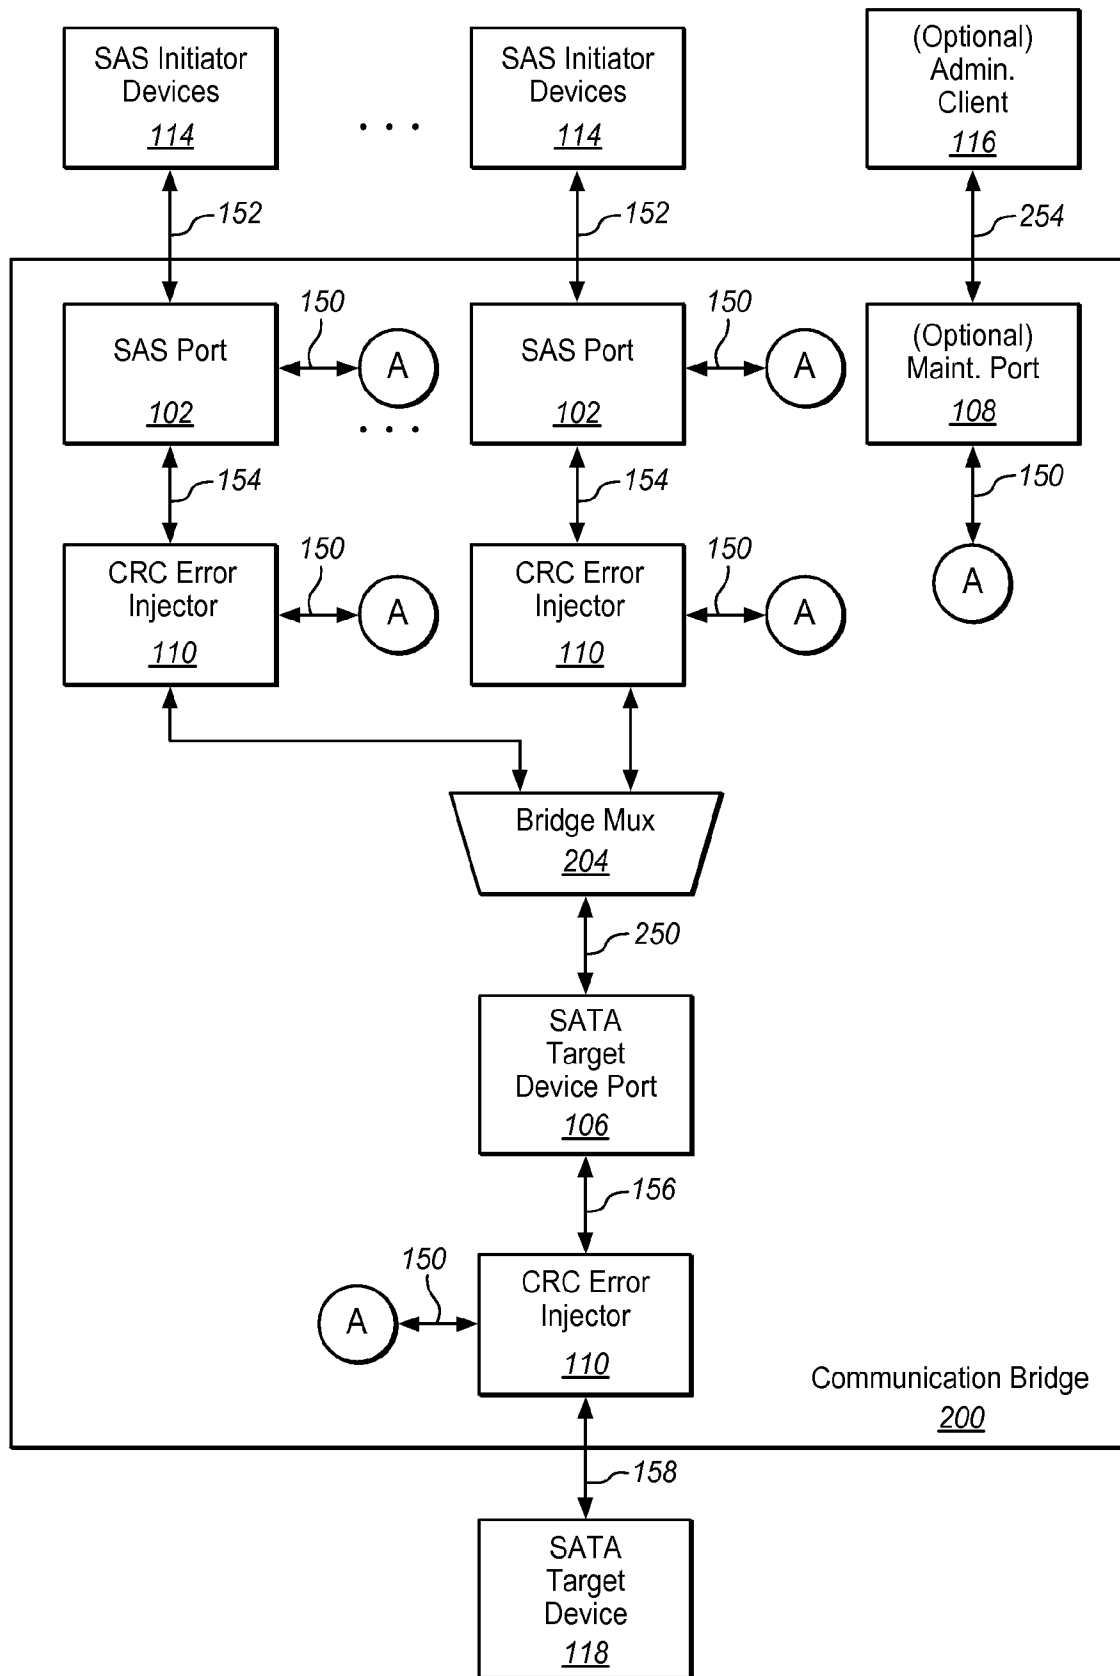 SAS Initiator
Devices
114
. . .
SAS Initiator
Devices
114
(Optional)
Admin.
Client
116
152
152
254
SAS Port
102
150
A
. . .
SAS Port
102
150
A
(Optional)
Maint. Port
108
154
154
150
A
CRC Error
Injector
110
150
A
CRC Error
Injector
110
150
A
Bridge Mux
204
250
SATA
Target
Device Port
106
156
CRC Error
Injector
110
150
A
Communication Bridge
200
158
SATA
Target
Device
118